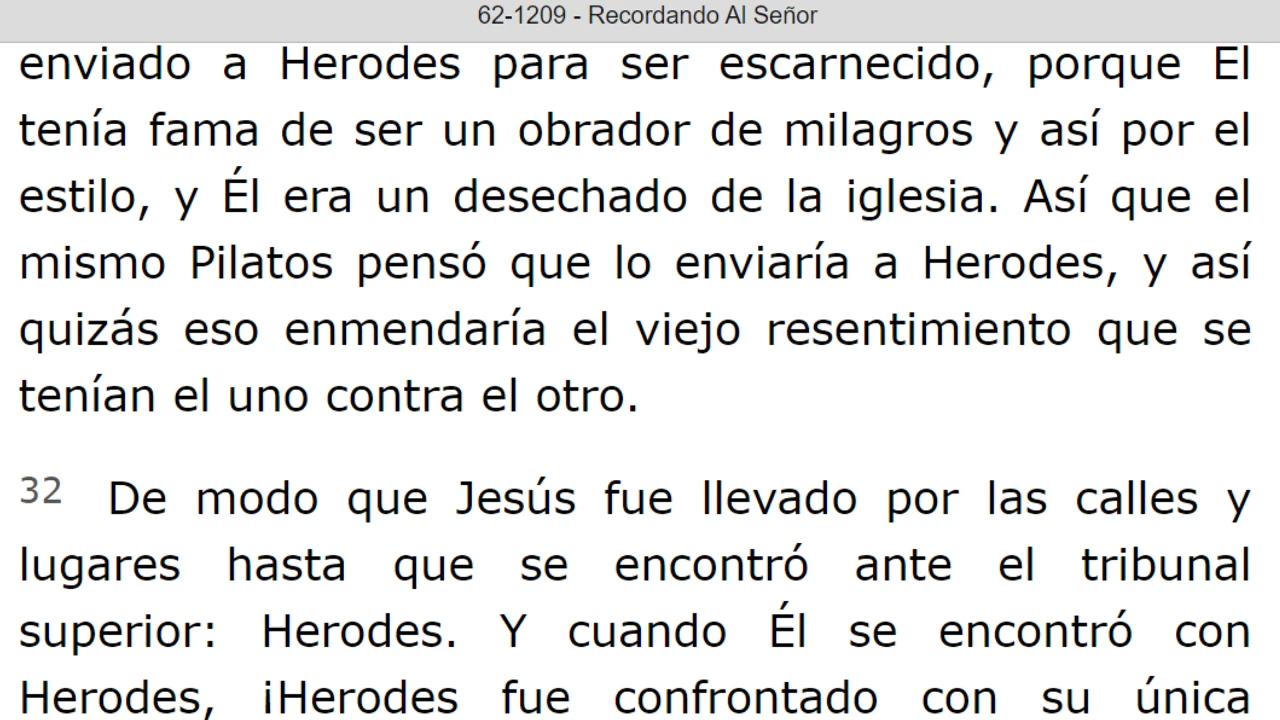 62-1209 - Recordando Al Señor
enviado a Herodes para ser escarnecido, porque Él
tenía fama de ser un obrador de milagros y así por el
estilo, y Él era un desechado de la iglesia. Así que el
mismo Pilatos pensó que lo enviaría a Herodes, y así
quizás eso enmendaría el viejo resentimiento que se
tenían el uno contra el otro.
32 De modo que Jesús fue llevado por las calles y
lugares hasta que se encontró ante el tribunal
superior: Herodes. Y cuando Él se encontró con
Herodes, ¡Herodes fue confrontado con su única